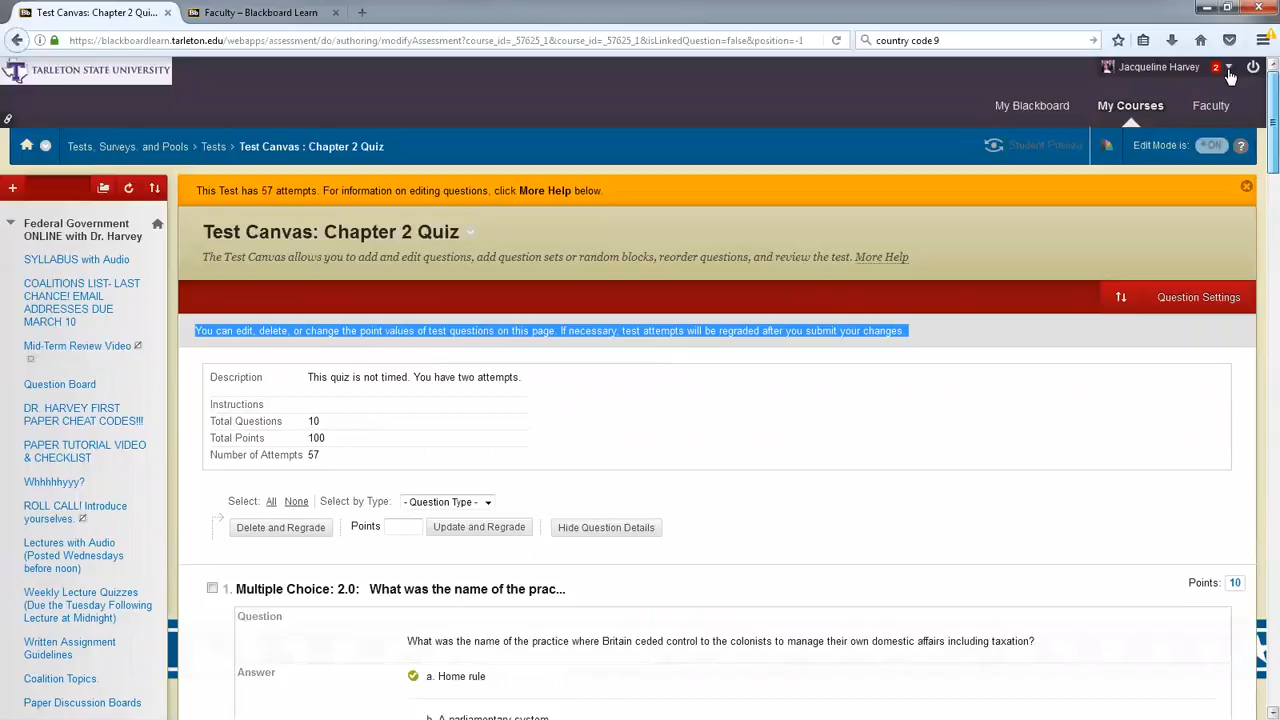 Test Canvas: Chapter 2 Qui...
Faculty – Blackboard Learn
https://blackboardlearn.tarleton.edu/webapps/assessment/do/authoring/modifyAssessment?course_id=_57625_1&course_id=_57625_1&isLinkedQuestion=false&position=-1
country code 9
TARLETON STATE UNIVERSITY
Jacqueline Harvey 2
My Blackboard My Courses Faculty
Tests, Surveys, and Pools Tests Test Canvas : Chapter 2 Quiz
Student Preview
Edit Mode is: ON ?
This Test has 57 attempts. For information on editing questions, click More Help below.
Test Canvas: Chapter 2 Quiz
The Test Canvas allows you to add and edit questions, add question sets or random blocks, reorder questions, and review the test. More Help
Question Settings
You can edit, delete, or change the point values of test questions on this page. If necessary, test attempts will be regraded after you submit your changes.
Federal Government
ONLINE with Dr. Harvey
SYLLABUS with Audio
COALITIONS LIST- LAST
CHANCE! EMAIL
ADDRESSES DUE
MARCH 10
Mid-Term Review Video
Question Board
DR. HARVEY FIRST
PAPER CHEAT CODES!!!
PAPER TUTORIAL VIDEO
& CHECKLIST
Whhhhyyy?
ROLL CALL! Introduce
yourselves.
Lectures with Audio
(Posted Wednesdays
before noon)
Weekly Lecture Quizzes
(Due the Tuesday Following
Lecture at Midnight)
Written Assignment
Guidelines
Coalition Topics.
Paper Discussion Boards
Description This quiz is not timed. You have two attempts.
Instructions
Total Questions 10
Total Points 100
Number of Attempts 57
Select: All None Select by Type: - Question Type -
Delete and Regrade Points Update and Regrade Hide Question Details
1. Multiple Choice: 2.0: What was the name of the prac...
Points: 10
Question
What was the name of the practice where Britain ceded control to the colonists to manage their own domestic affairs including taxation?
Answer
a. Home rule
b. A parliamentary system